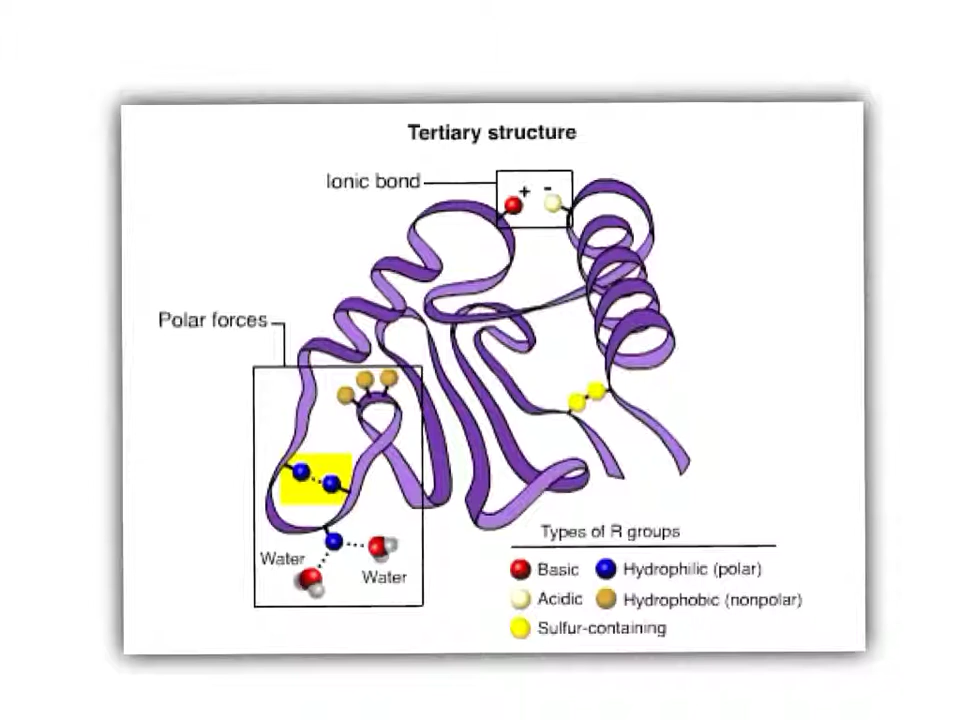 Tertiary structure
Ionic bond
+ -
Polar forces
Water
Water
Types of R groups
Basic Hydrophilic (polar)
Acidic Hydrophobic (nonpolar)
Sulfur-containing